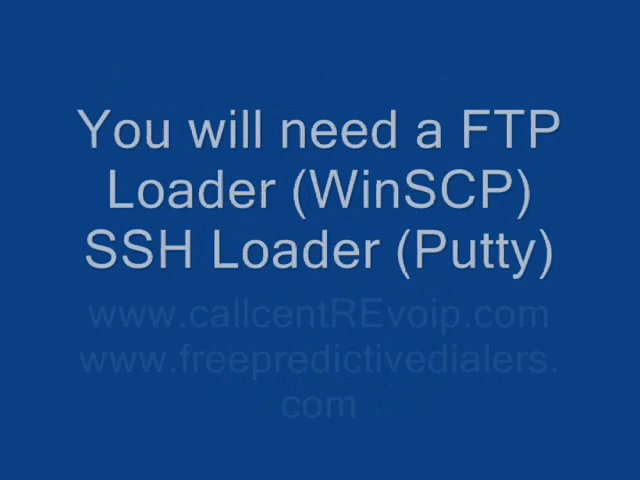 You will need a FTP
Loader (WinSCP)
SSH Loader (Putty)
www.callcentREvoip.com
www.freepredictivedialers.
com